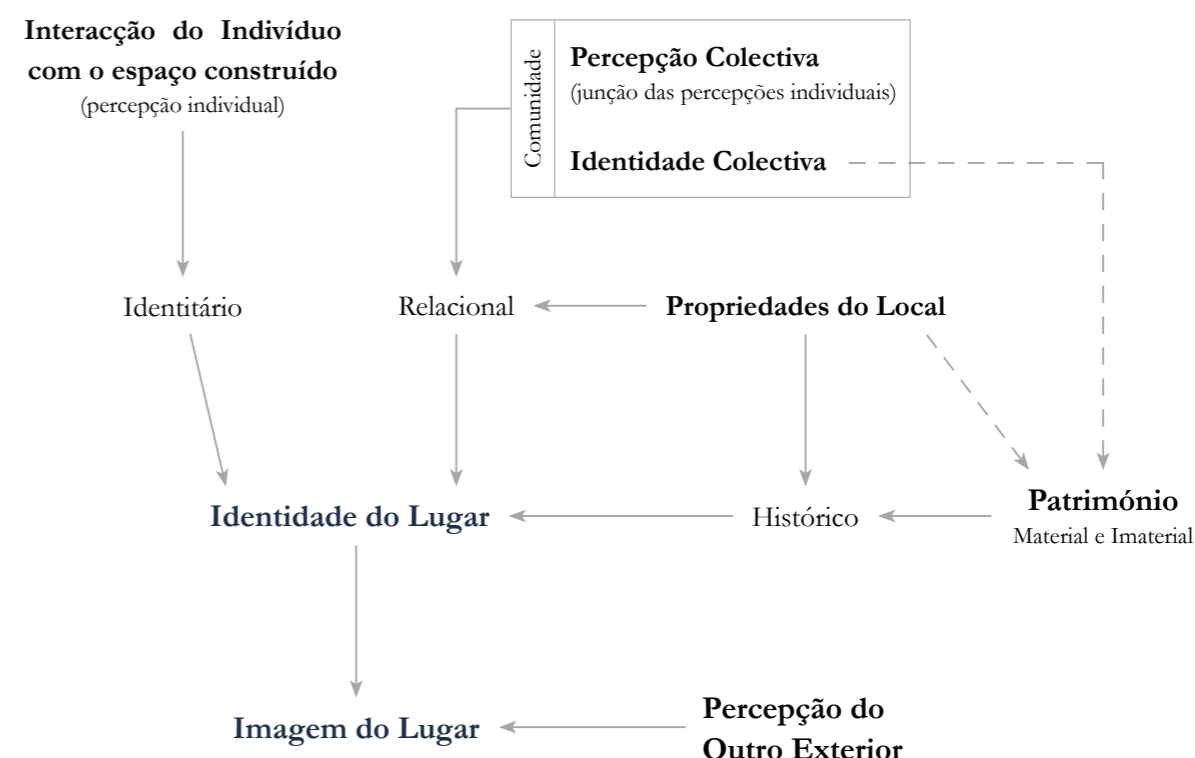 Interacção do Indivíduo
com o espaço construído
(percepção individual)
Comunidade
Percepção Colectiva
(junção das percepções individuais)
Identidade Colectiva
Identitário
Relacional
Propriedades do Local
Identidade do Lugar
Histórico
Património
Material e Imaterial
Imagem do Lugar
Percepção do
Outro Exterior